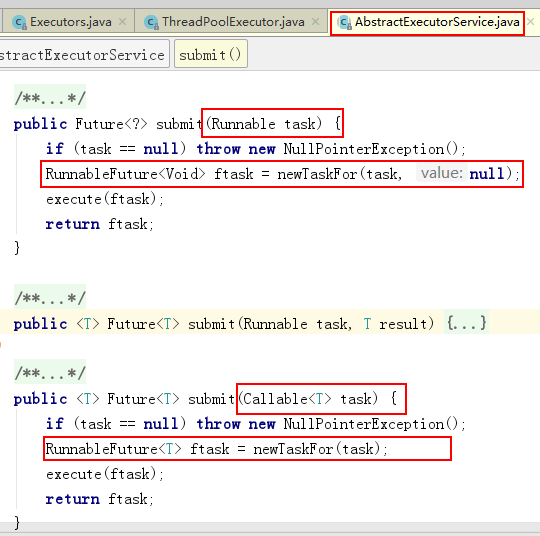 Executors.java × ThreadPoolExecutor.java × AbstractExecutorService.java ×
stractExecutorService submit()
/**...*/
public Future<?> submit(Runnable task) {
if (task == null) throw new NullPointerException();
RunnableFuture<Void> ftask = newTaskFor(task, value: null);
execute(ftask);
return ftask;
}
/**...*/
public <T> Future<T> submit(Runnable task, T result) {...}
/**...*/
public <T> Future<T> submit(Callable<T> task) {
if (task == null) throw new NullPointerException();
RunnableFuture<T> ftask = newTaskFor(task);
execute(ftask);
return ftask;
}